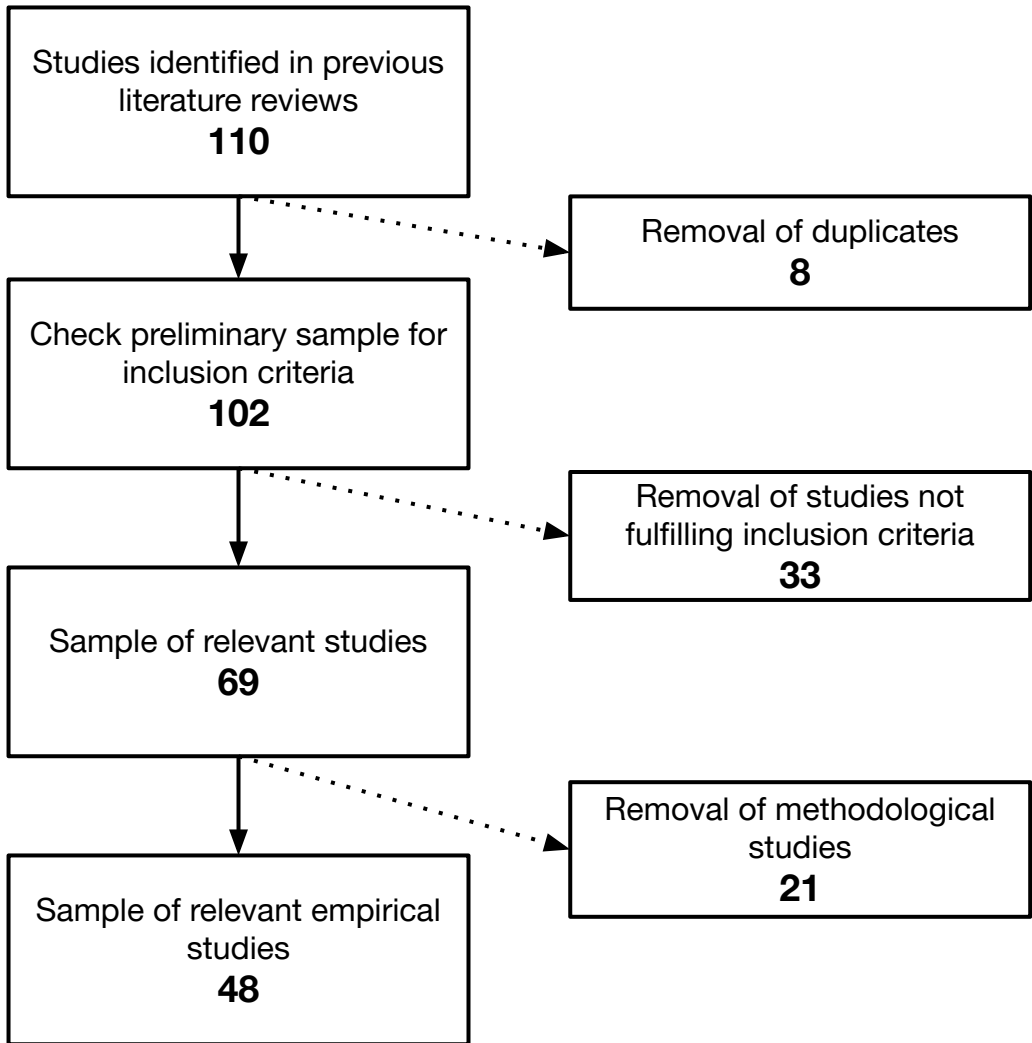 Studies identified in previous
literature reviews
110
Removal of duplicates
8
Check preliminary sample for
inclusion criteria
102
Removal of studies not
fulfilling inclusion criteria
33
Sample of relevant studies
69
Removal of methodological
studies
21
Sample of relevant empirical
studies
48